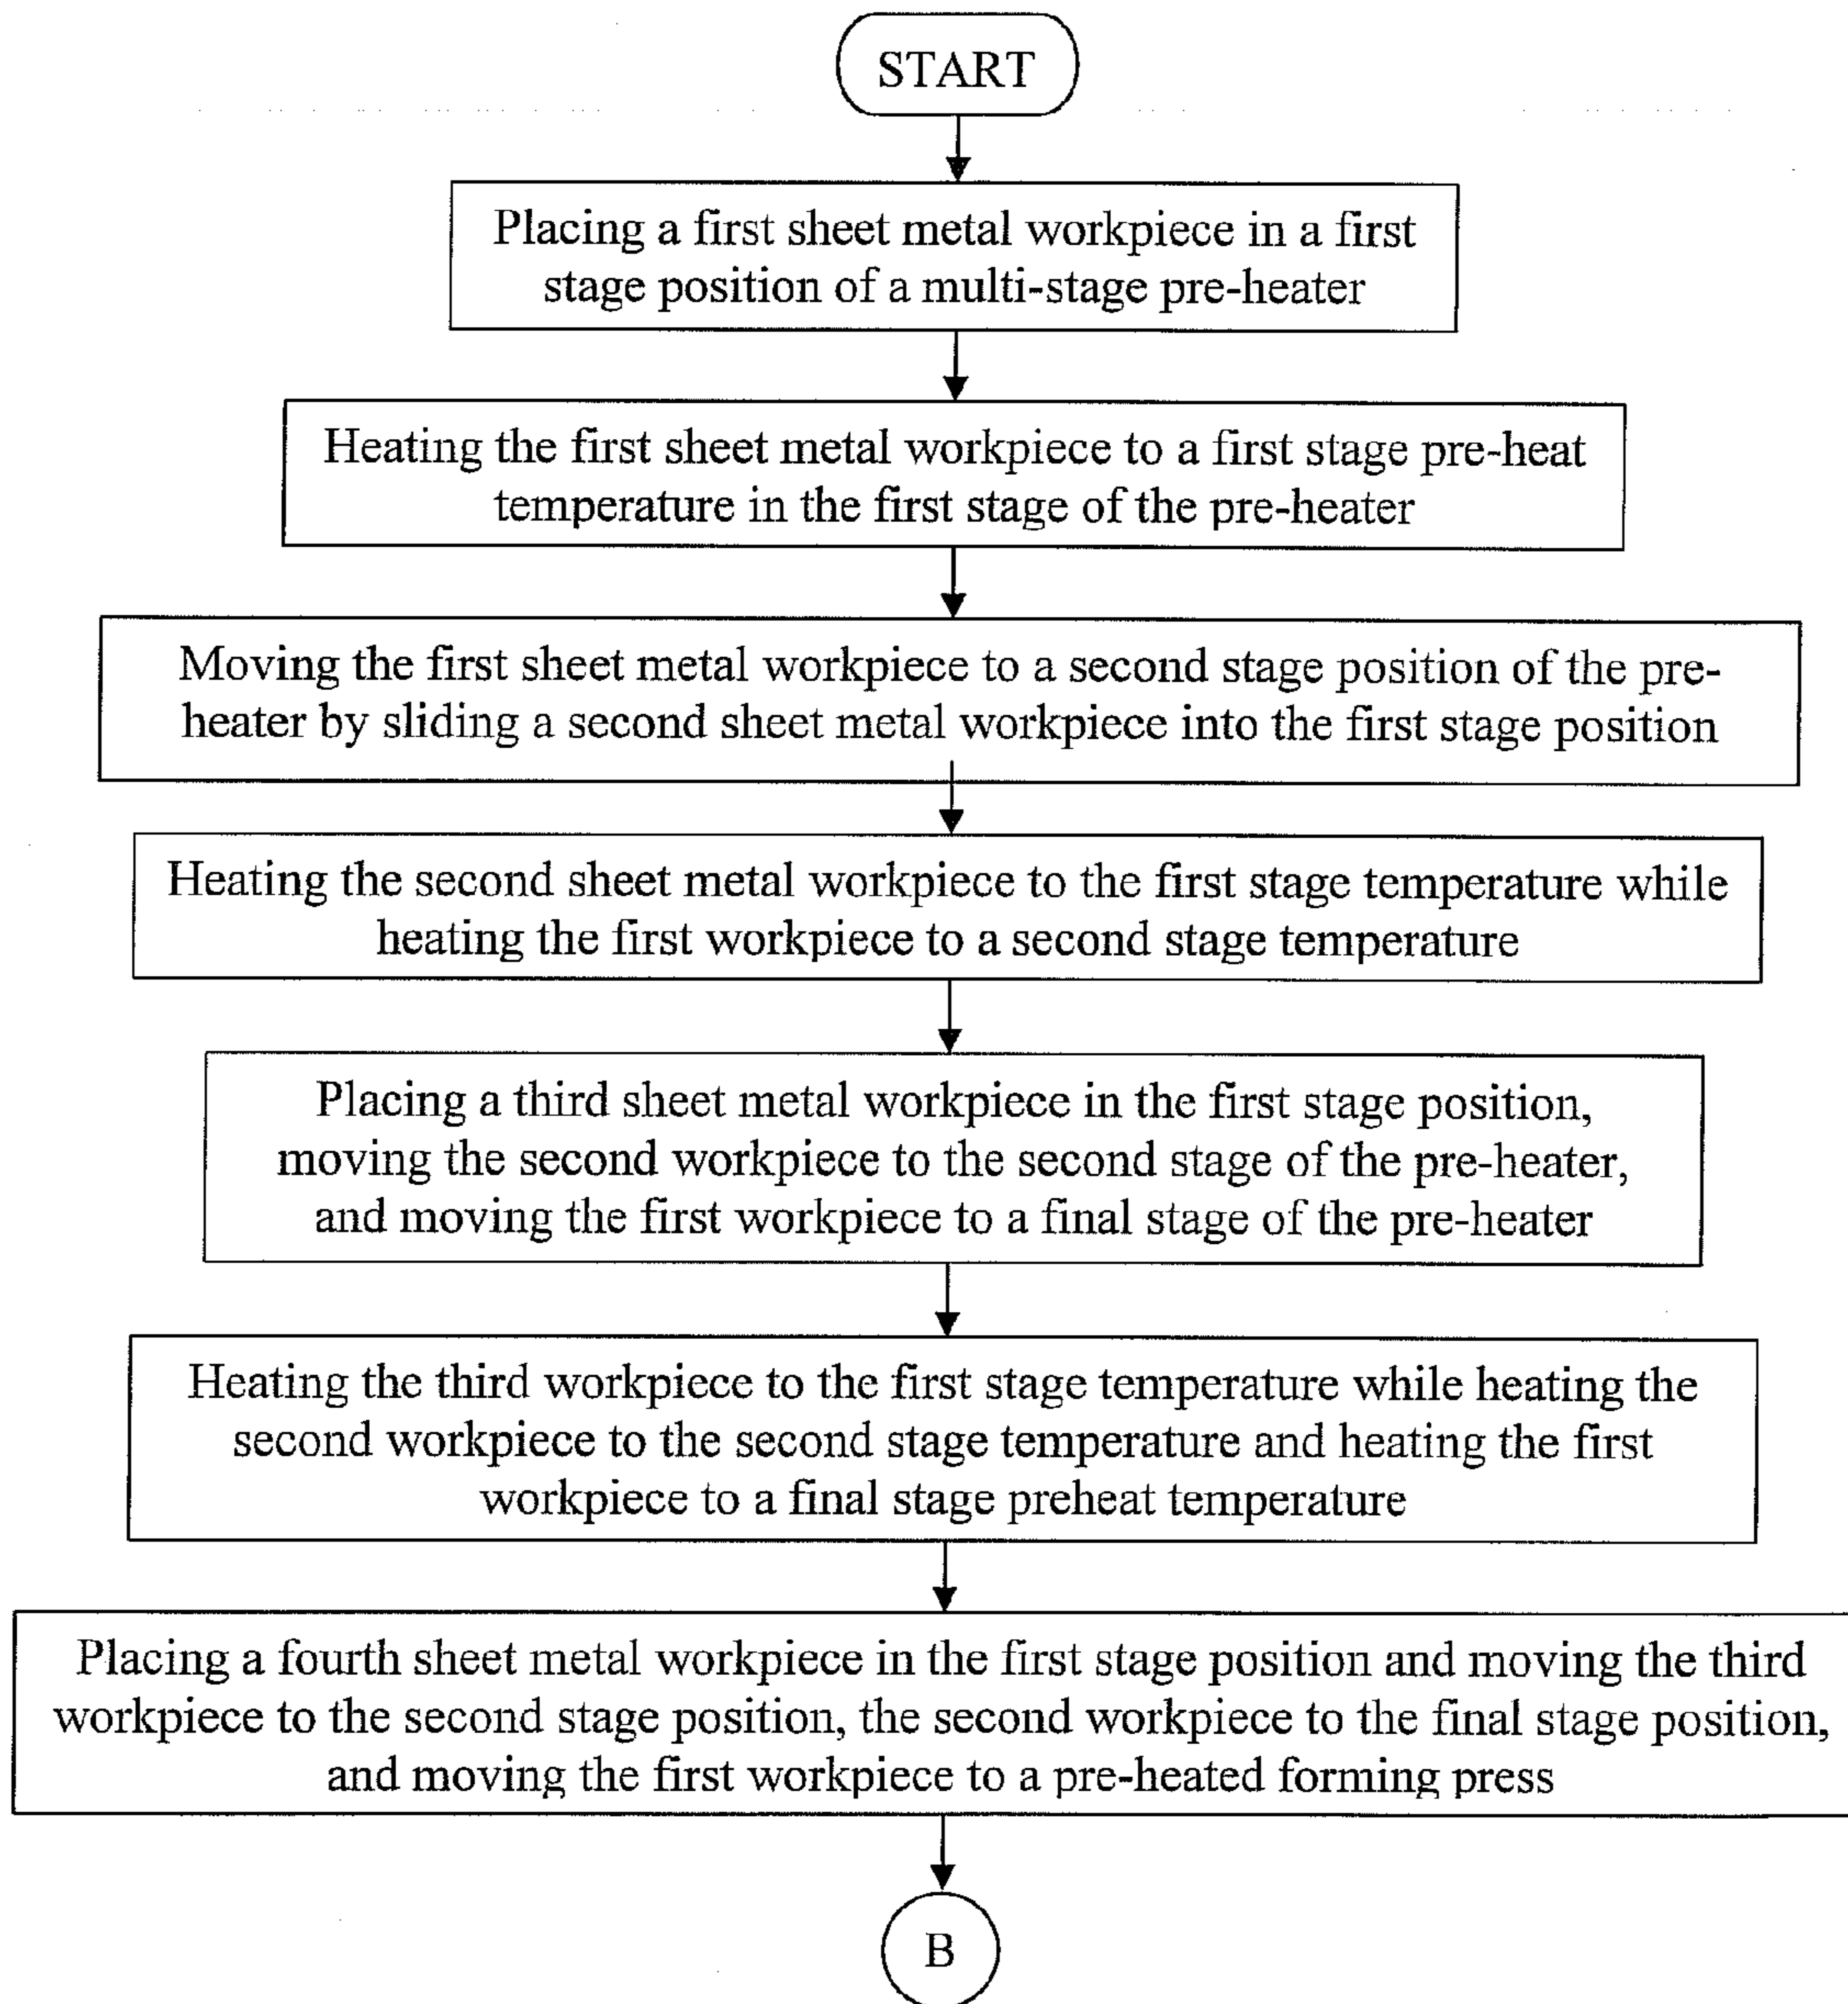 START
Placing a first sheet metal workpiece in a first
stage position of a multi-stage pre-heater
Heating the first sheet metal workpiece to a first stage pre-heat
temperature in the first stage of the pre-heater
Moving the first sheet metal workpiece to a second stage position of the pre-
heater by sliding a second sheet metal workpiece into the first stage position
Heating the second sheet metal workpiece to the first stage temperature while
heating the first workpiece to a second stage temperature
Placing a third sheet metal workpiece in the first stage position,
moving the second workpiece to the second stage of the pre-heater,
and moving the first workpiece to a final stage of the pre-heater
Heating the third workpiece to the first stage temperature while heating the
second workpiece to the second stage temperature and heating the first
workpiece to a final stage preheat temperature
Placing a fourth sheet metal workpiece in the first stage position and moving the third
workpiece to the second stage position, the second workpiece to the final stage position,
and moving the first workpiece to a pre-heated forming press
B